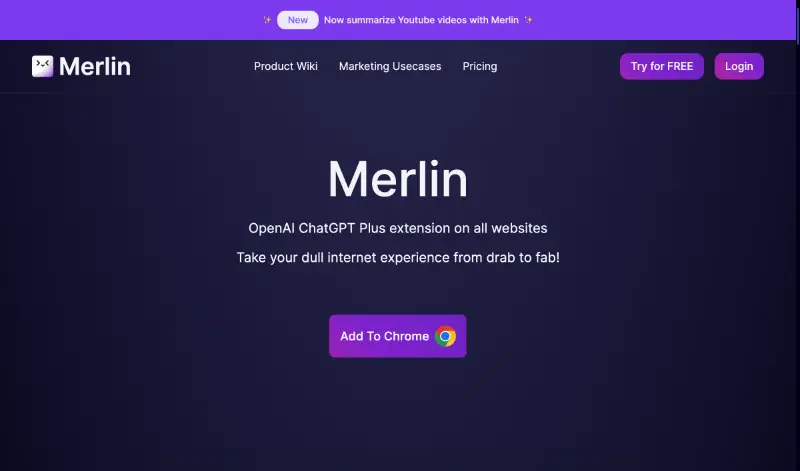 ✨ New Now summarize Youtube videos with Merlin ✨
Merlin Product Wiki Marketing Usecases Pricing Try for FREE Login
Merlin
OpenAI ChatGPT Plus extension on all websites
Take your dull internet experience from drab to fab!
Add To Chrome